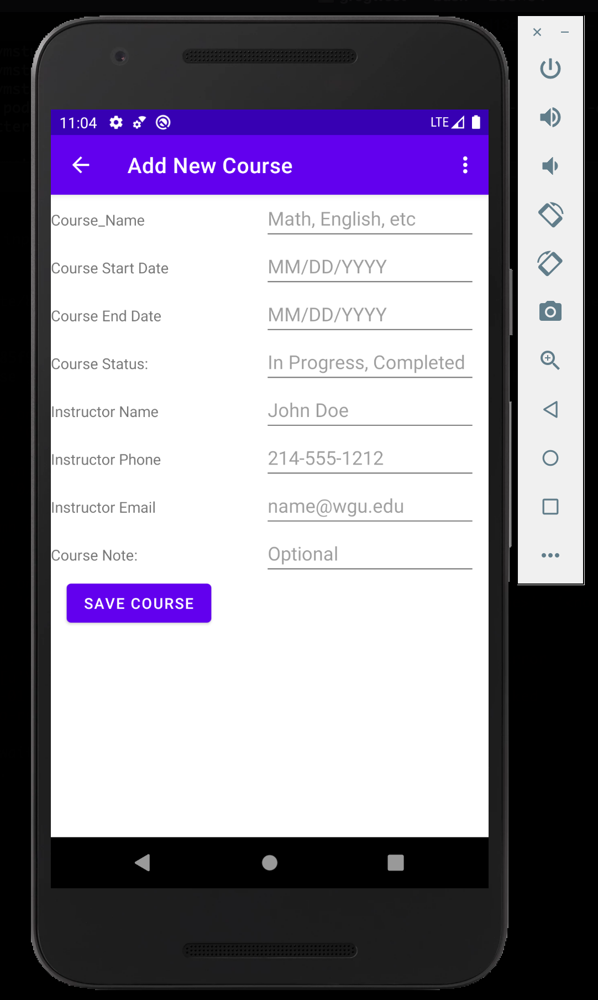 11:04 LTE
Add New Course
Course_Name Math, English, etc
Course Start Date MM/DD/YYYY
Course End Date MM/DD/YYYY
Course Status: In Progress, Completed
Instructor Name John Doe
Instructor Phone 214-555-1212
Instructor Email name@wgu.edu
Course Note: Optional
SAVE COURSE